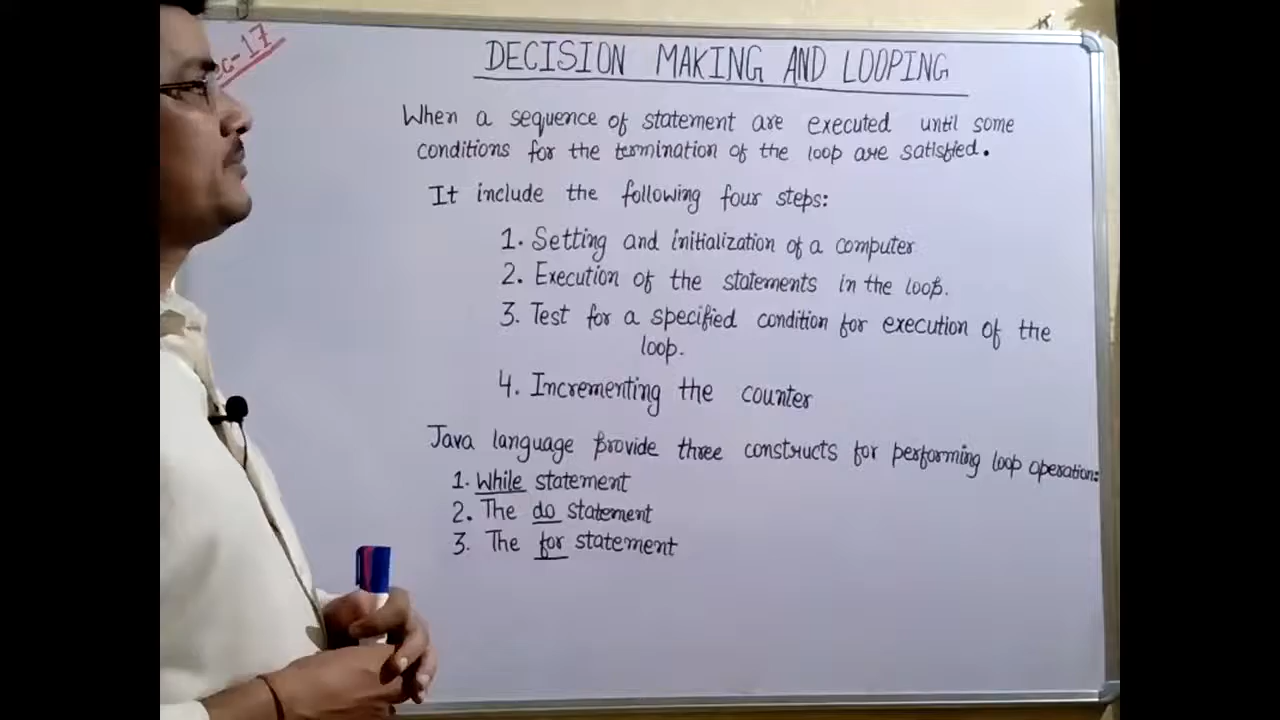 c-17
DECISION MAKING AND LOOPING
When a sequence of statement are executed until some
conditions for the termination of the loop are satisfied.
It include the following four steps:
1. Setting and initialization of a computer
2. Execution of the statements in the loop.
3. Test for a specified condition for execution of the
loop.
4. Incrementing the counter
Java language provide three constructs for performing loop operation:
1. While statement
2. The do statement
3. The for statement